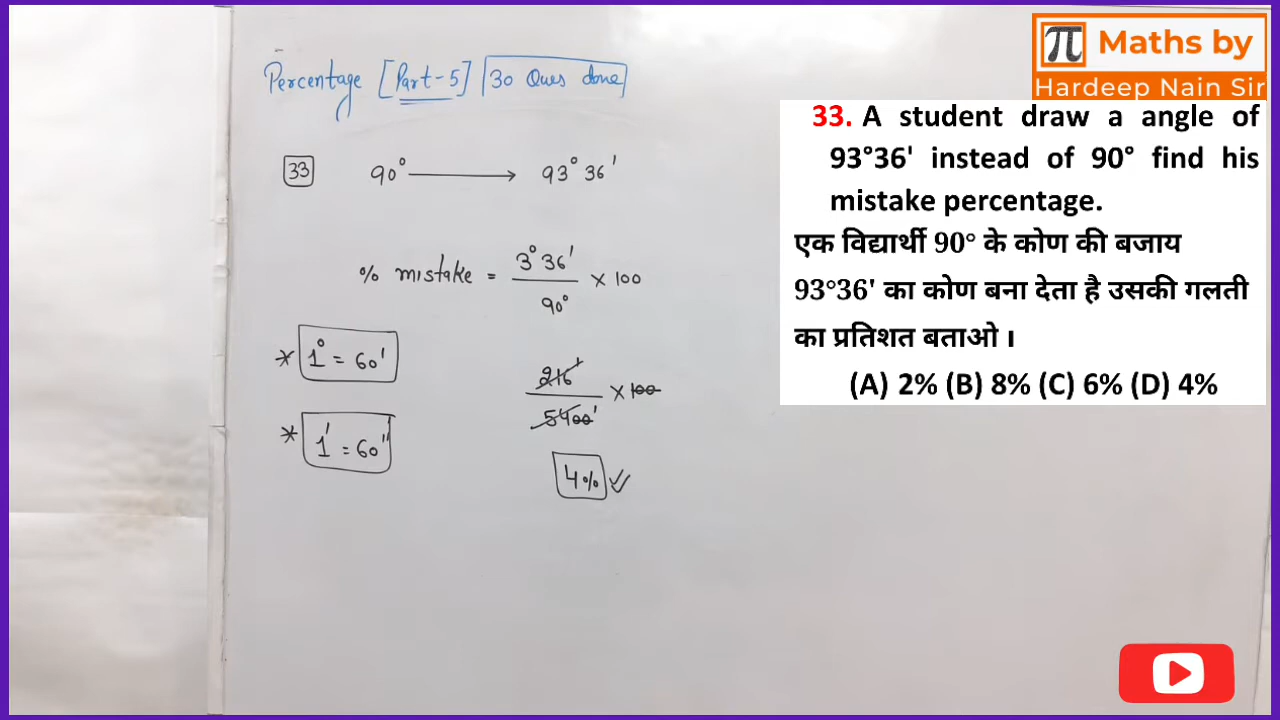 Percentage [Part-5] 30 Ques done
π Maths by
Hardeep Nain Sir
33 90° → 93° 36'
% mistake = 3° 36' / 90° × 100
* 1° = 60'
216' / 5400' × 100
* 1' = 60"
4% ✓
33. A student draw a angle of
93°36' instead of 90° find his
mistake percentage.
एक विद्यार्थी 90° के कोण की बजाय
93°36' का कोण बना देता है उसकी गलती
का प्रतिशत बताओ ।
(A) 2% (B) 8% (C) 6% (D) 4%